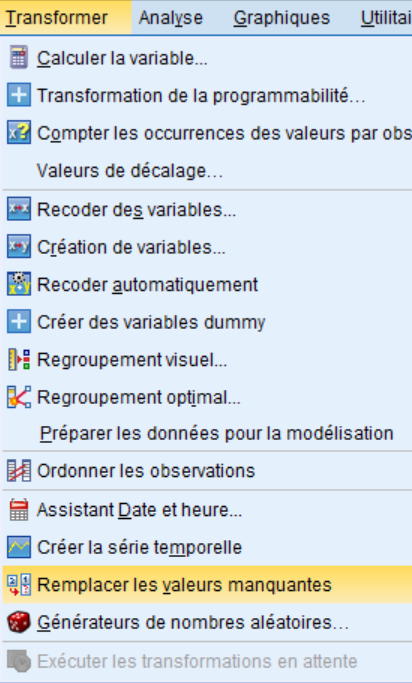 Transformer Analyse Graphiques Utilitai
Calculer la variable...
Transformation de la programmabilité...
Compter les occurrences des valeurs par obs
Valeurs de décalage...
Recoder des variables...
Création de variables...
Recoder automatiquement
Créer des variables dummy
Regroupement visuel...
Regroupement optimal...
Préparer les données pour la modélisation
Ordonner les observations
Assistant Date et heure...
Créer la série temporelle
Remplacer les valeurs manquantes
Générateurs de nombres aléatoires...
Exécuter les transformations en attente